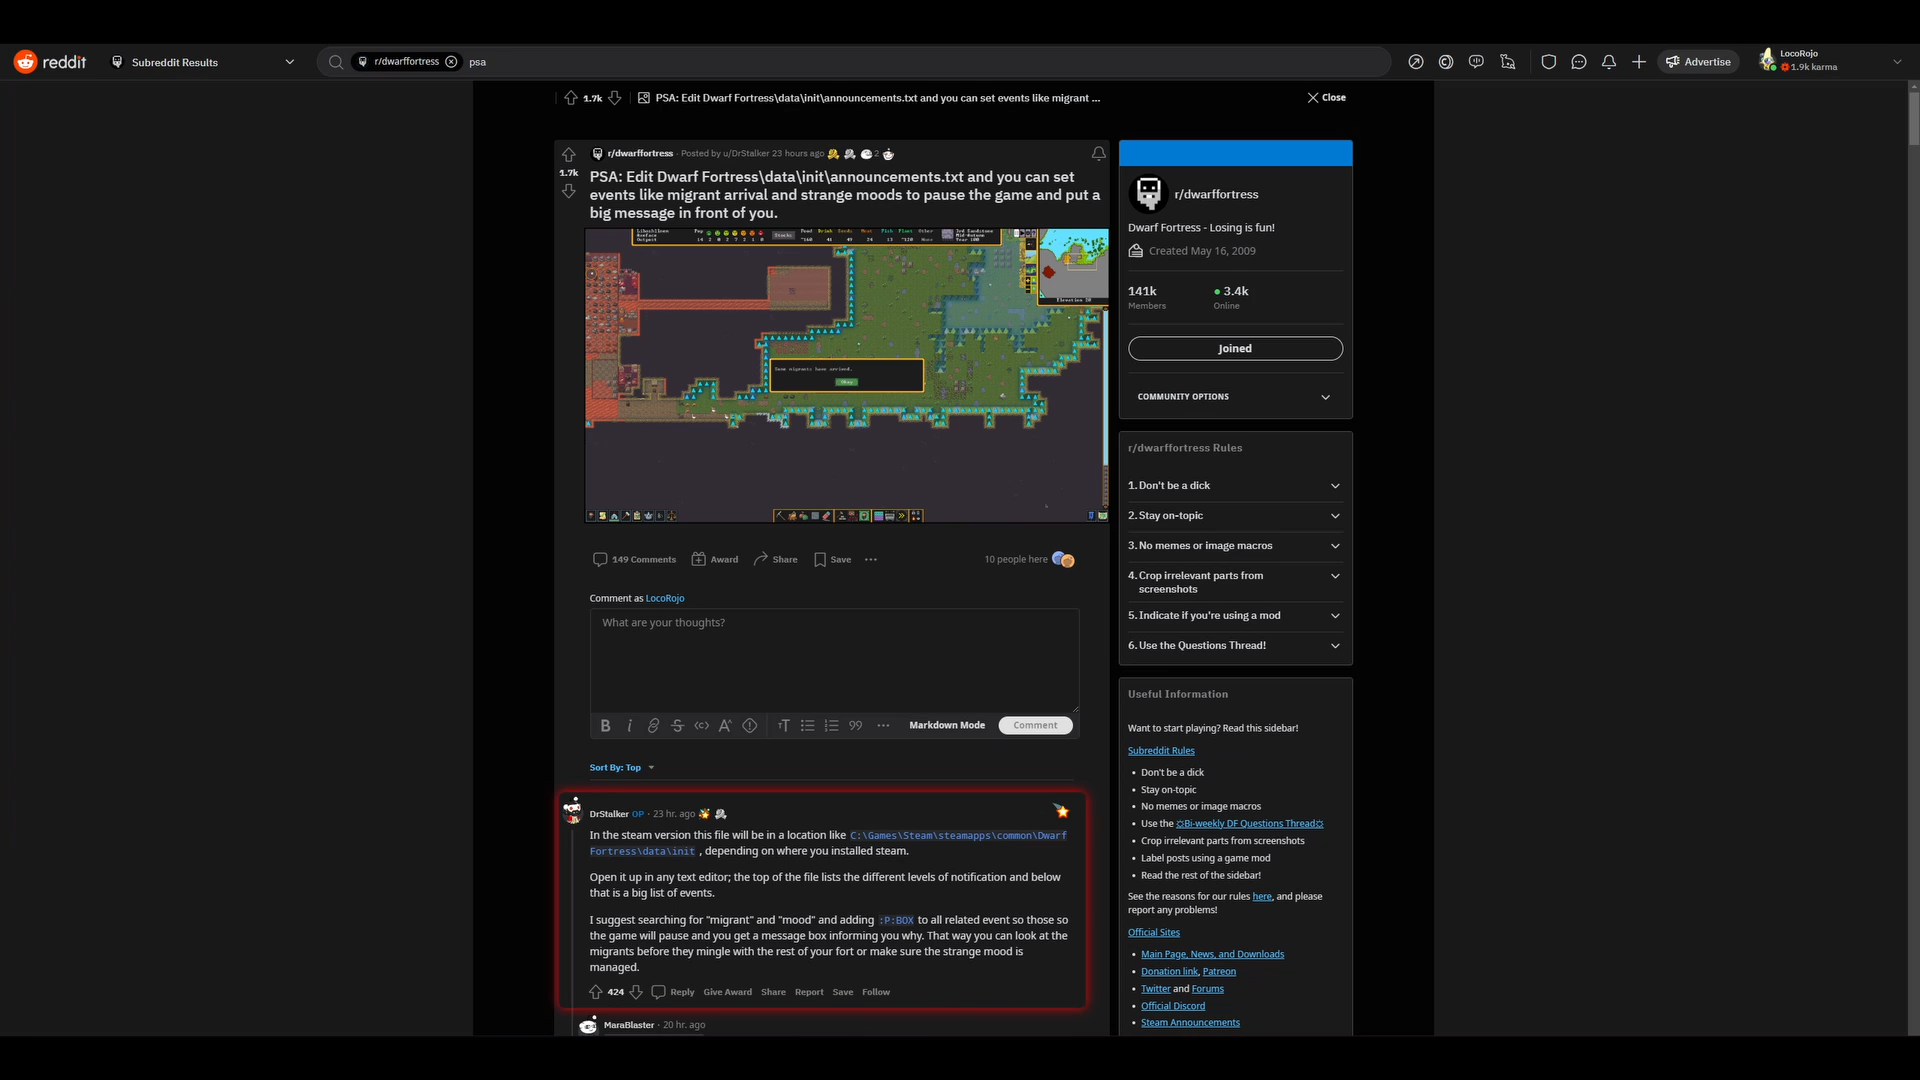 reddit
Subreddit Results
r/dwarffortress
psa
Advertise
LocoRojo
1.9k karma
1.7k
PSA: Edit Dwarf Fortress\data\init\announcements.txt and you can set events like migrant ...
Close
r/dwarffortress · Posted by u/DrStalker 23 hours ago
2
1.7k
PSA: Edit Dwarf Fortress\data\init\announcements.txt and you can set
events like migrant arrival and strange moods to pause the game and put a
big message in front of you.
Some migrants have arrived.
Okay
149 Comments
Award
Share
Save
10 people here
Comment as LocoRojo
What are your thoughts?
Markdown Mode
Comment
Sort By: Top
DrStalker OP · 23 hr. ago
In the steam version this file will be in a location like C:\Games\Steam\steamapps\common\Dwarf
Fortress\data\init , depending on where you installed steam.
Open it up in any text editor; the top of the file lists the different levels of notification and below
that is a big list of events.
I suggest searching for "migrant" and "mood" and adding :P:BOX to all related event so those so
the game will pause and you get a message box informing you why. That way you can look at the
migrants before they mingle with the rest of your fort or make sure the strange mood is
managed.
424
Reply
Give Award
Share
Report
Save
Follow
MaraBlaster · 20 hr. ago
r/dwarffortress
Dwarf Fortress - Losing is fun!
Created May 16, 2009
141k
3.4k
Members
Online
Joined
COMMUNITY OPTIONS
r/dwarffortress Rules
1. Don't be a dick
2. Stay on-topic
3. No memes or image macros
4. Crop irrelevant parts from
screenshots
5. Indicate if you're using a mod
6. Use the Questions Thread!
Useful Information
Want to start playing? Read this sidebar!
Subreddit Rules
• Don't be a dick
• Stay on-topic
• No memes or image macros
• Use the ☼Bi-weekly DF Questions Thread☼
• Crop irrelevant parts from screenshots
• Label posts using a game mod
• Read the rest of the sidebar!
See the reasons for our rules here, and please
report any problems!
Official Sites
• Main Page, News, and Downloads
• Donation link, Patreon
• Twitter and Forums
• Official Discord
• Steam Announcements